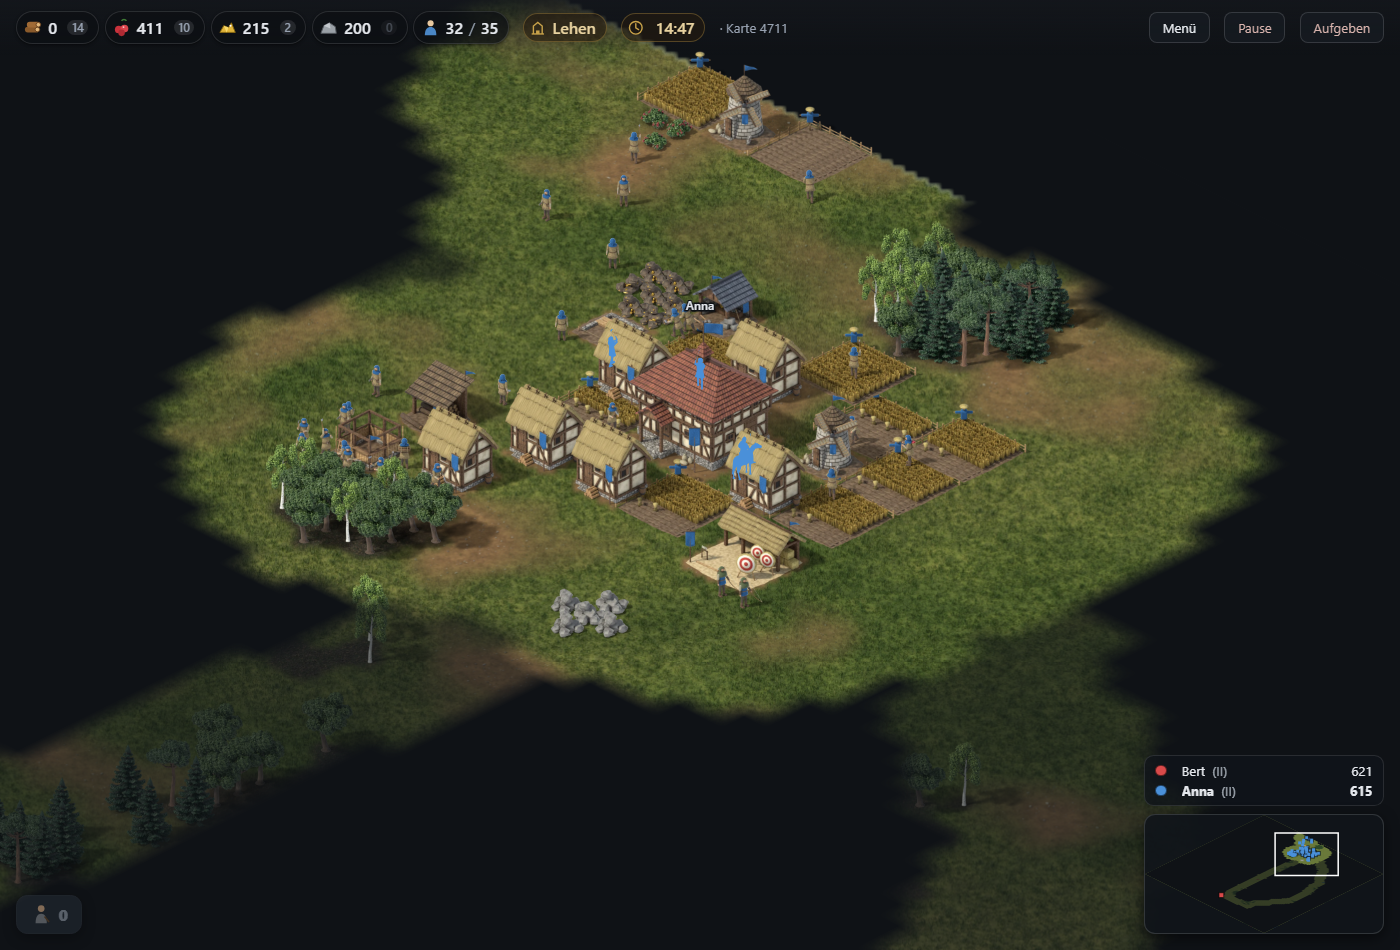 0 14 411 10 215 2 200 0 32 / 35 Lehen 14:47 · Karte 4711 Menü Pause Aufgeben
Anna
Bert (II) 621
Anna (II) 615
0